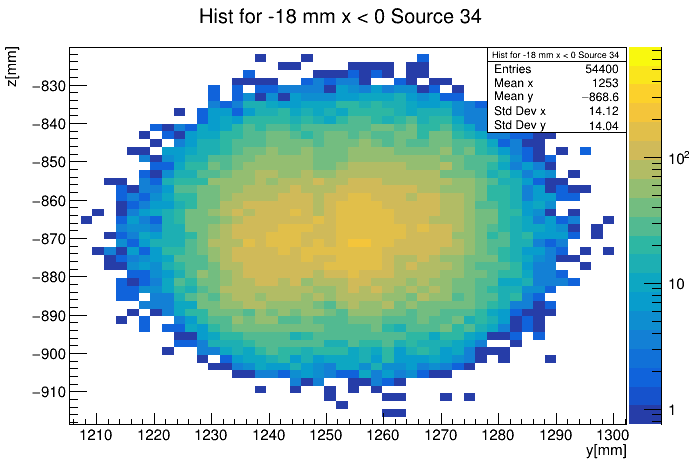 Hist for -18 mm x < 0 Source 34
z[mm]
Hist for -18 mm x < 0 Source 34
Entries 54400
Mean x 1253
Mean y −868.6
Std Dev x 14.12
Std Dev y 14.04
−830
−840
−850
−860
−870
−880
−890
−900
−910
10²
10
1
1210 1220 1230 1240 1250 1260 1270 1280 1290 1300
y[mm]